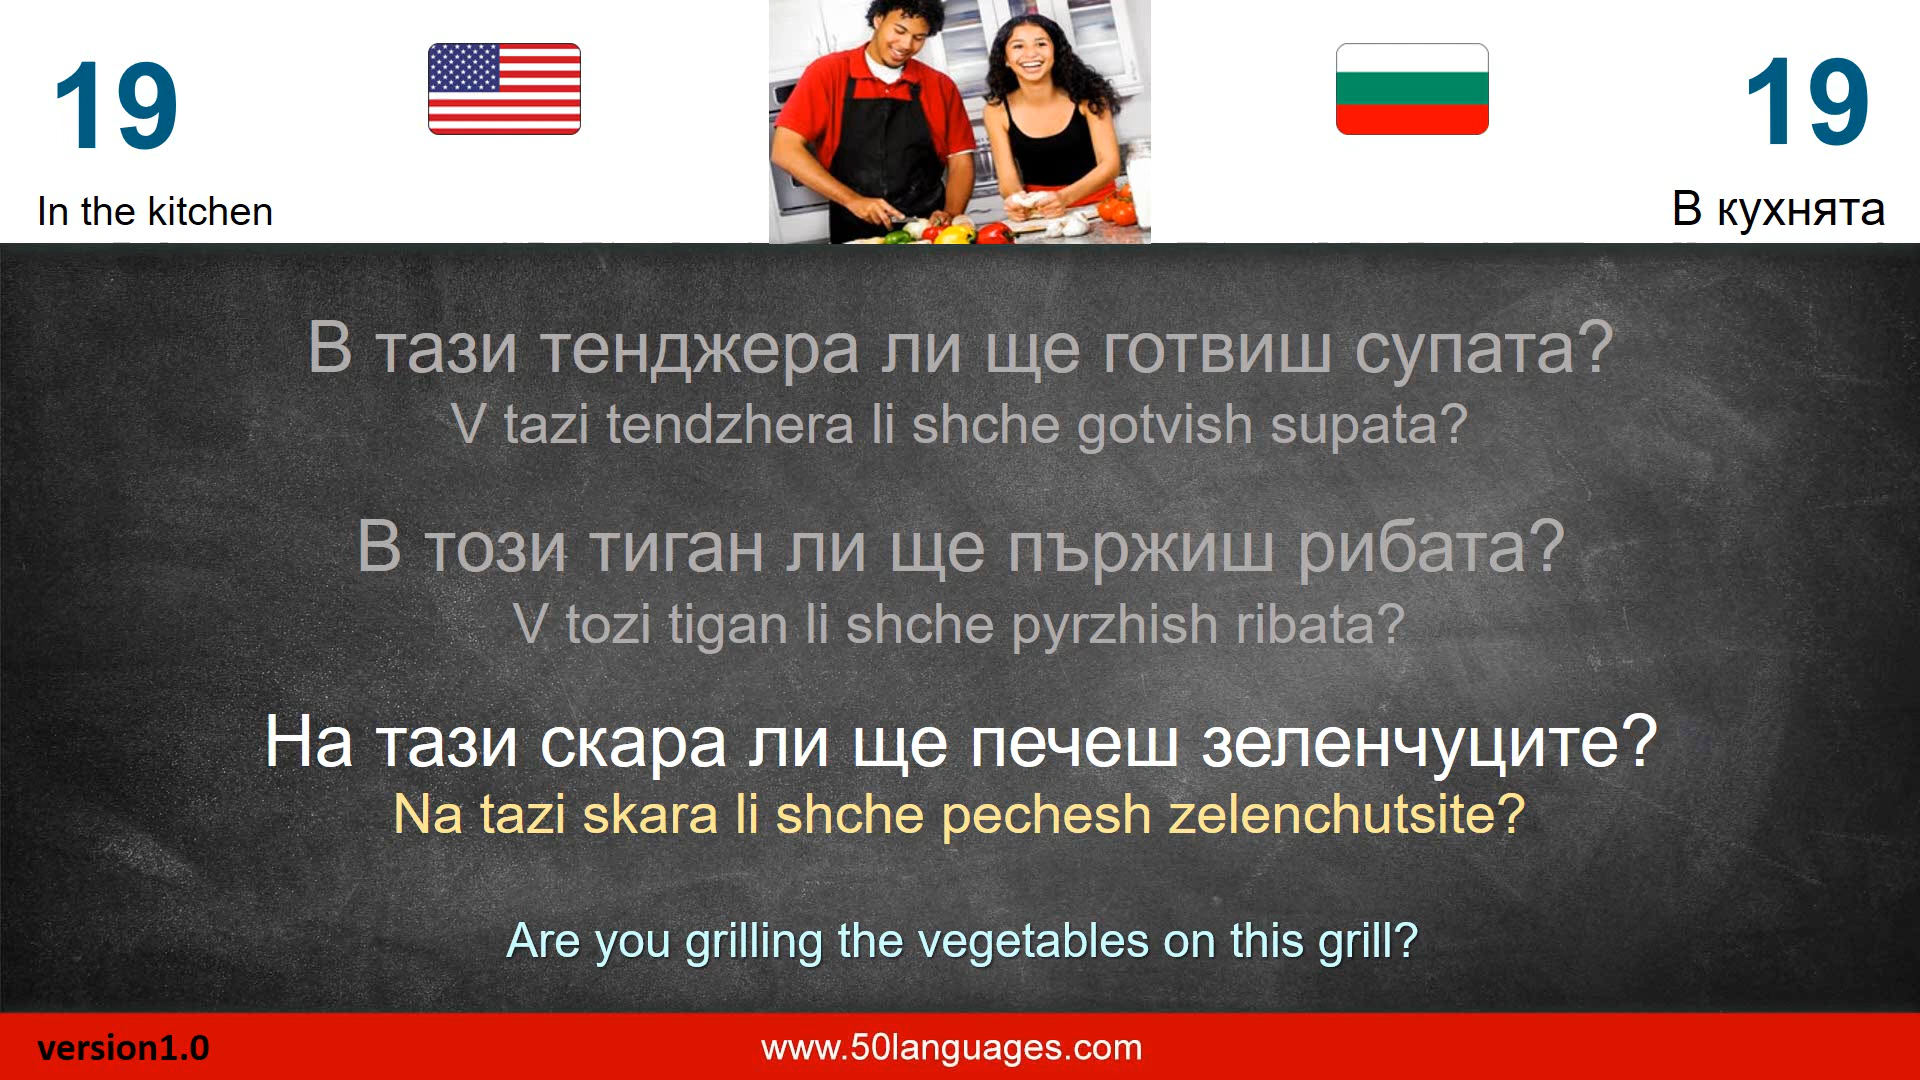 19
19
In the kitchen
В кухнята
В тази тенджера ли ще готвиш супата?
V tazi tendzhera li shche gotvish supata?
В този тиган ли ще пържиш рибата?
V tozi tigan li shche pyrzhish ribata?
На тази скара ли ще печеш зеленчуците?
Na tazi skara li shche pechesh zelenchutsite?
Are you grilling the vegetables on this grill?
version1.0
www.50languages.com